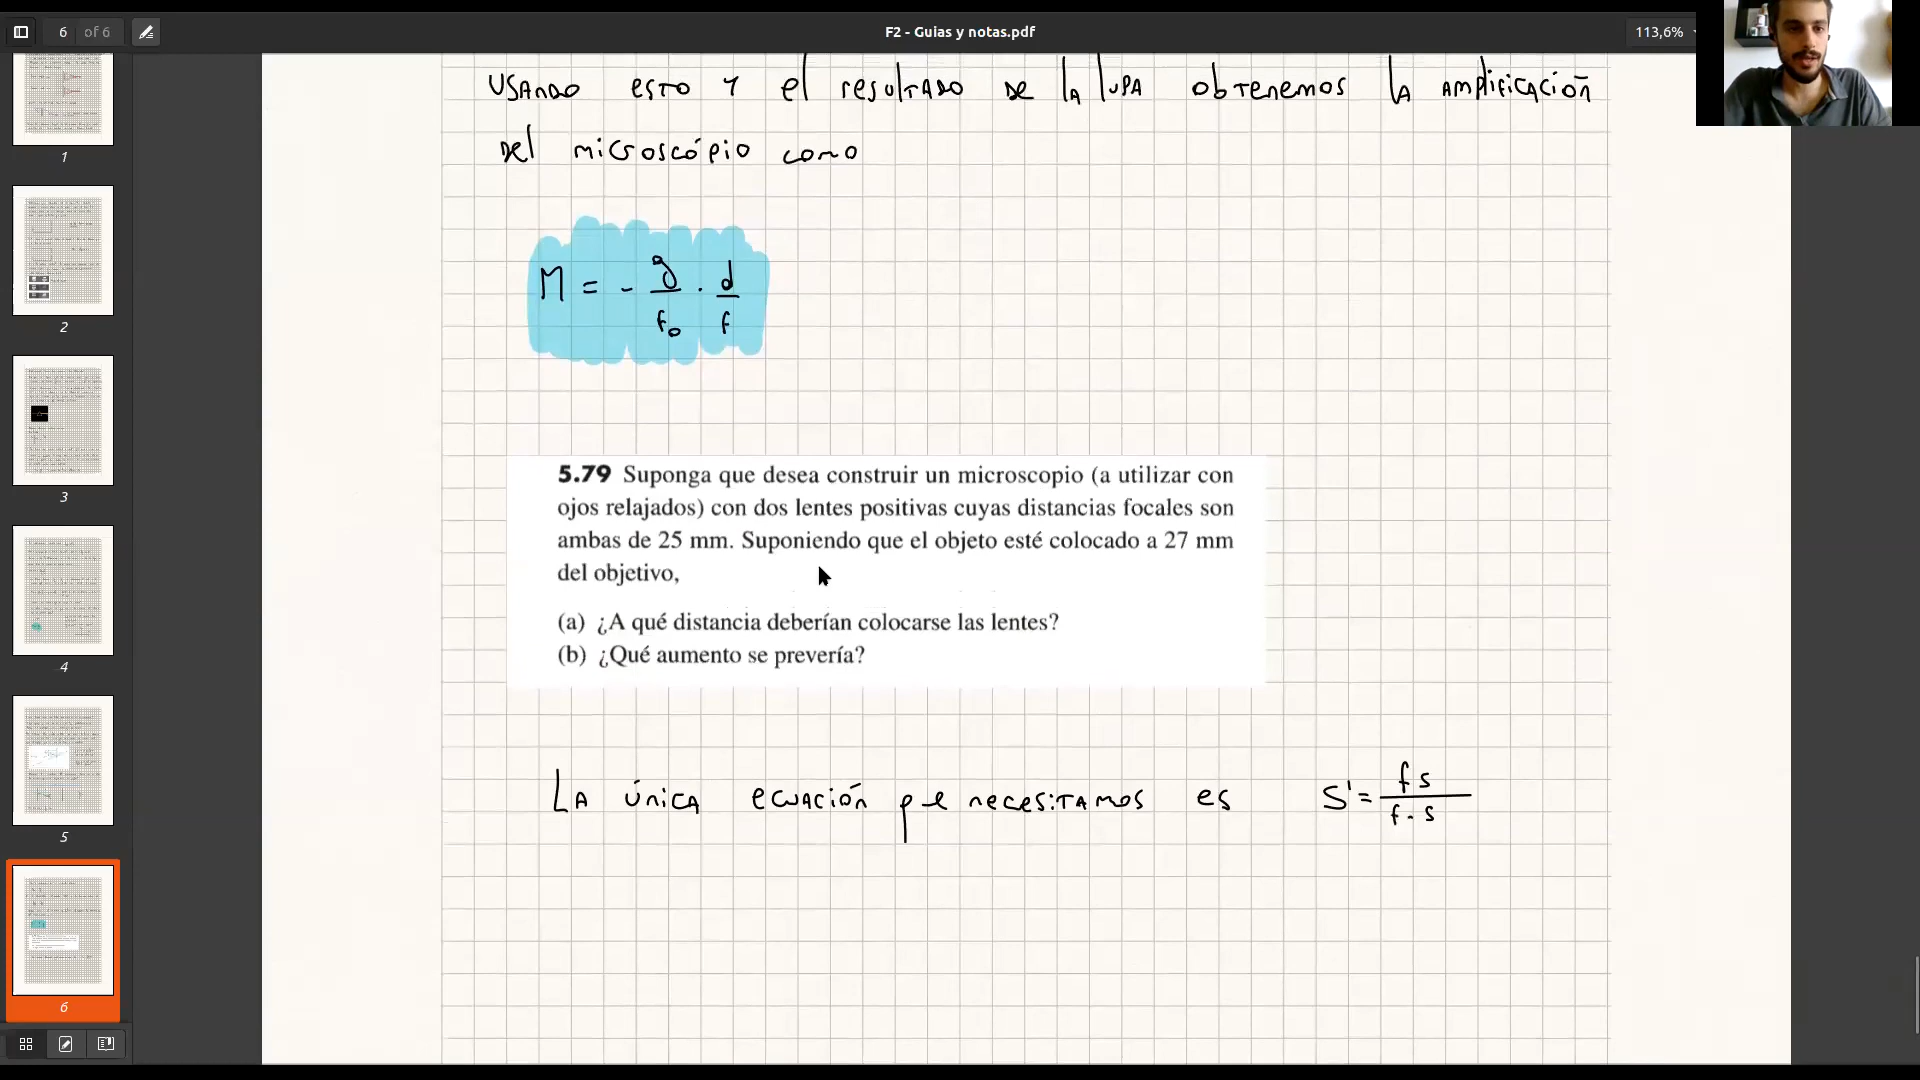 6 of 6
F2 - Guias y notas.pdf
113,6%
1
2
3
4
5
6
USANDO ESTO Y el resultado de la lupa obtenemos la amplificación
del microscópio como
M = - g/fo · d/f
5.79 Suponga que desea construir un microscopio (a utilizar con
ojos relajados) con dos lentes positivas cuyas distancias focales son
ambas de 25 mm. Suponiendo que el objeto esté colocado a 27 mm
del objetivo,
(a) ¿A qué distancia deberían colocarse las lentes?
(b) ¿Qué aumento se prevería?
La única ecuación que necesitamos es S' = fs/f-s